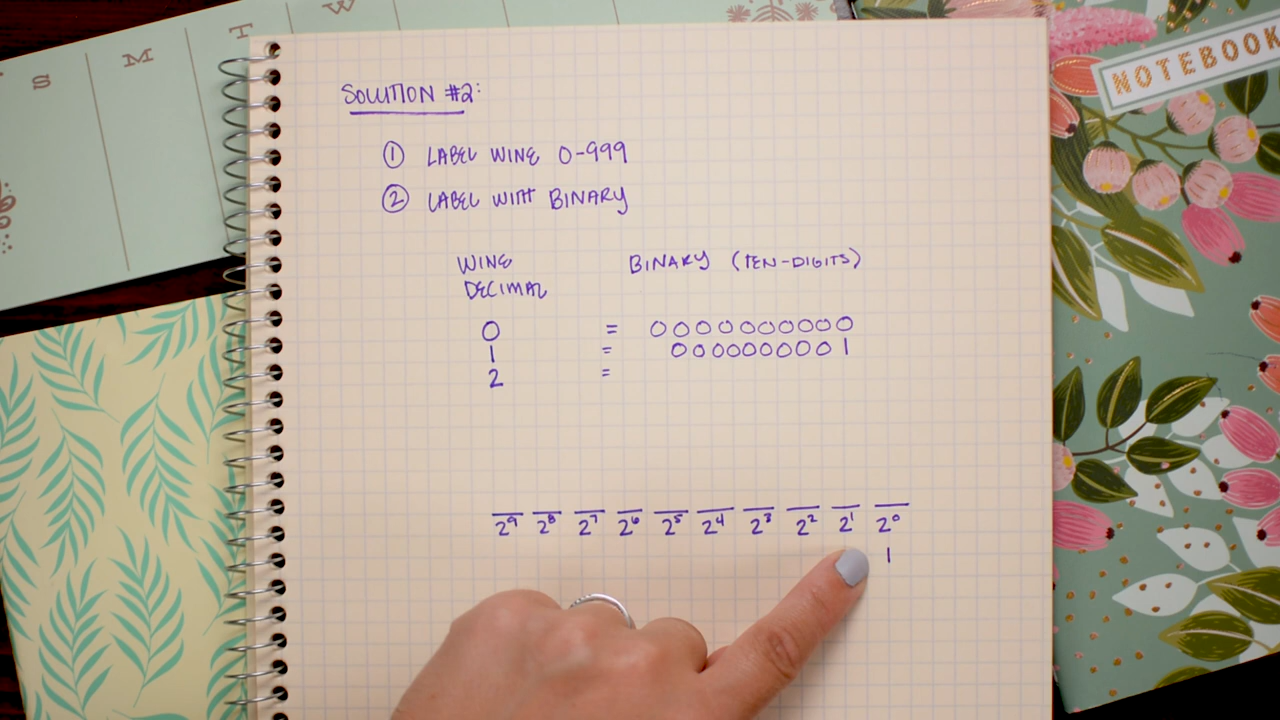 S M T W
NOTEBOOK
SOLUTION #2:
① LABEL WINE 0-999
② LABEL WITH BINARY
WINE BINARY (TEN-DIGITS)
DECIMAL
0 = 0000000000
1 = 000000001
2 =
2⁹ 2⁸ 2⁷ 2⁶ 2⁵ 2⁴ 2³ 2² 2¹ 2⁰
1